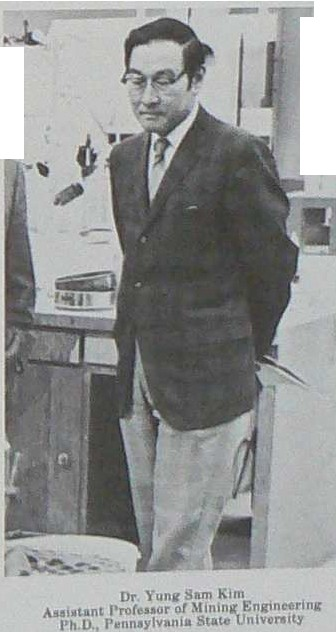 Dr. Yung Sam Kim
Assistant Professor of Mining Engineering
Ph.D., Pennsylvania State University